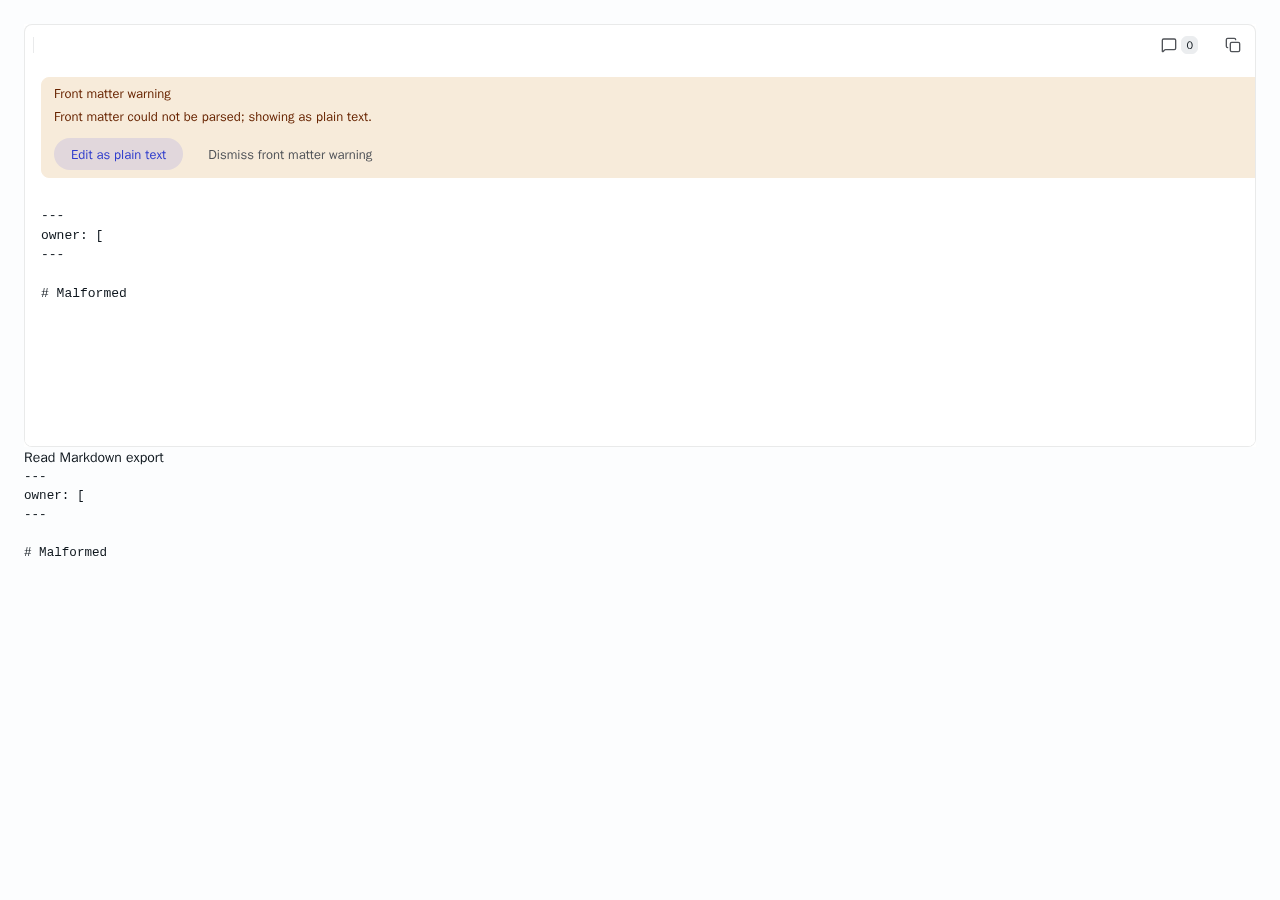 0
Front matter warning
Front matter could not be parsed; showing as plain text.
Edit as plain text Dismiss front matter warning
---
owner: [
---
# Malformed
Read Markdown export
---
owner: [
---
# Malformed